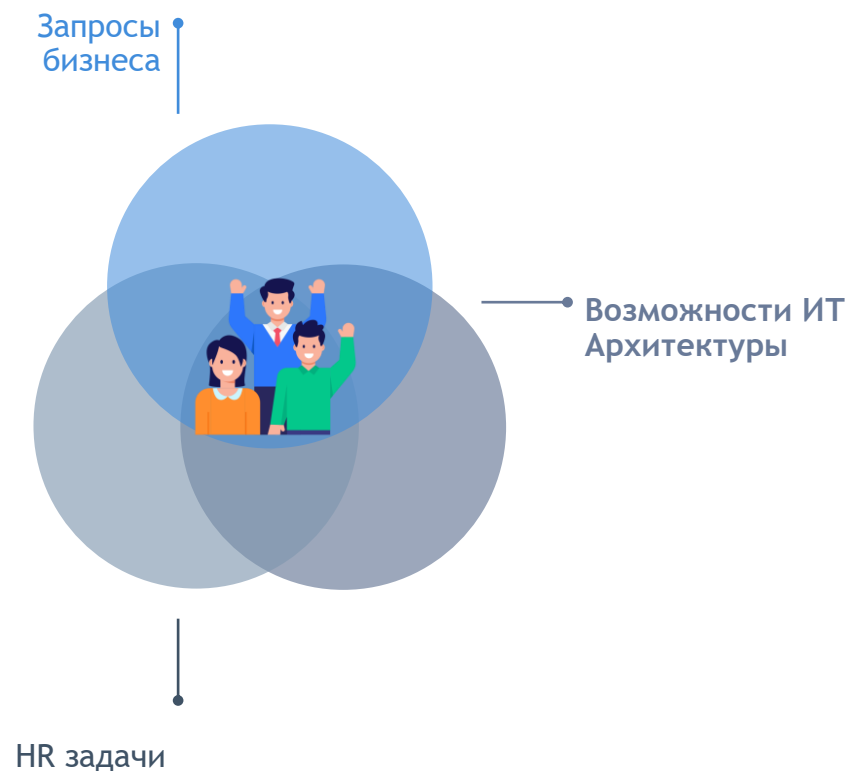 Запросы
бизнеса
Возможности ИТ
Архитектуры
HR задачи